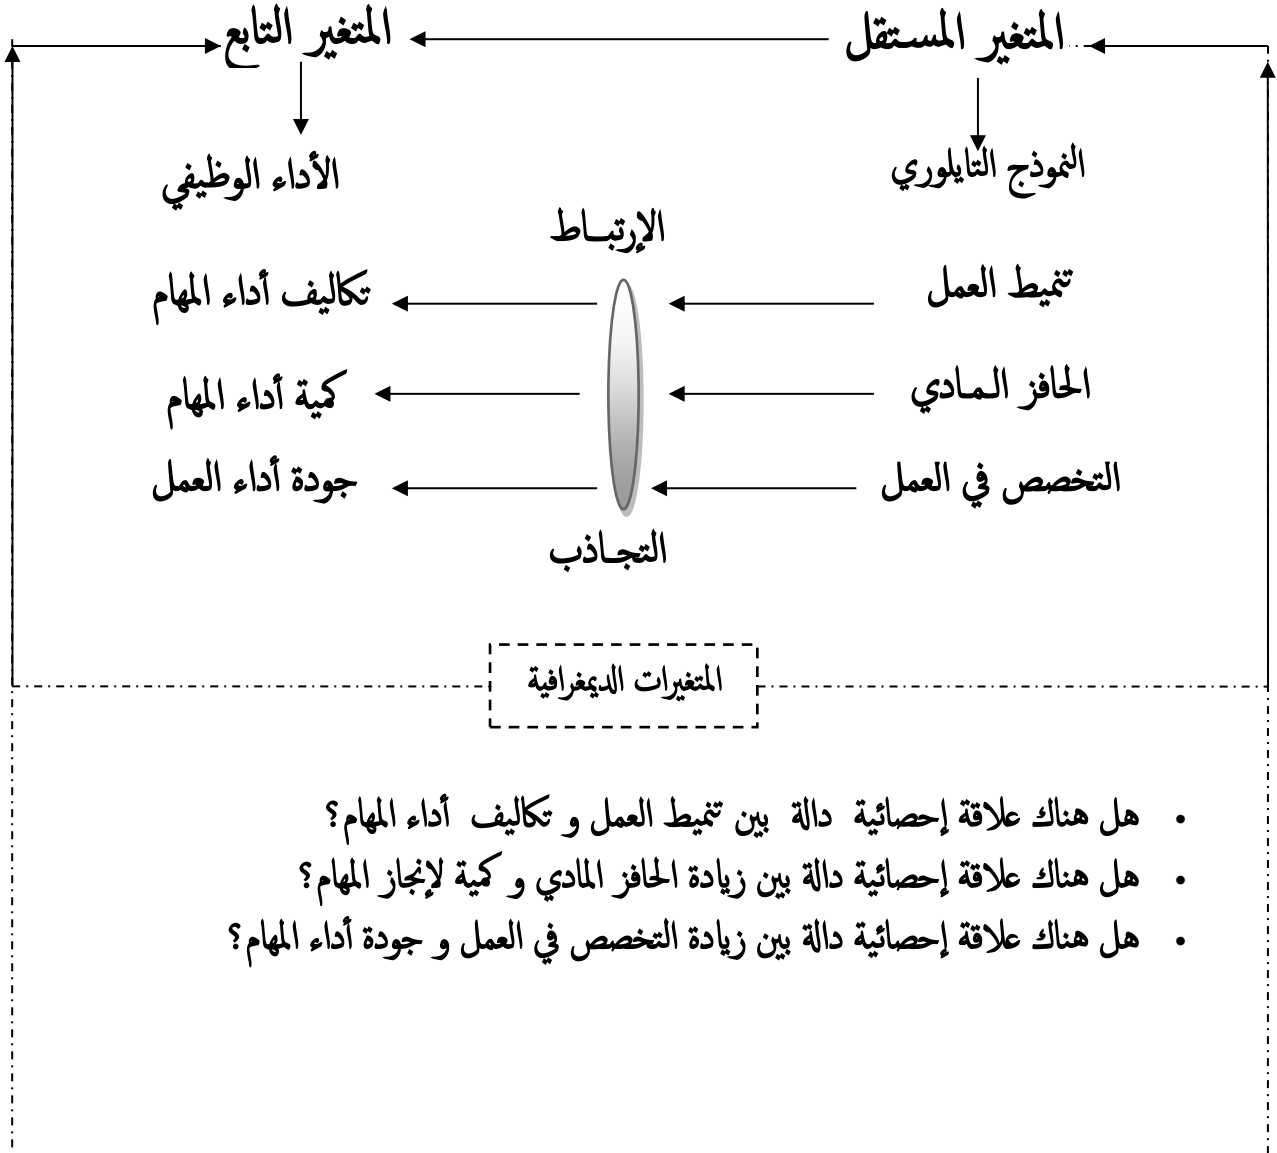 المتغير المستقل
المتغير التابع
النموذج التايلوري
الأداء الوظيفي
الإرتباط
تنميط العمل
تكاليف أداء المهام
الحافز المادي
كمية أداء المهام
التخصص في العمل
جودة أداء العمل
التجاذب
المتغيرات الديمغرافية
• هل هناك علاقة إحصائية دالة بين تنميط العمل و تكاليف أداء المهام؟
• هل هناك علاقة إحصائية دالة بين زيادة الحافز المادي و كمية لإنجاز المهام؟
• هل هناك علاقة إحصائية دالة بين زيادة التخصص في العمل و جودة أداء المهام؟